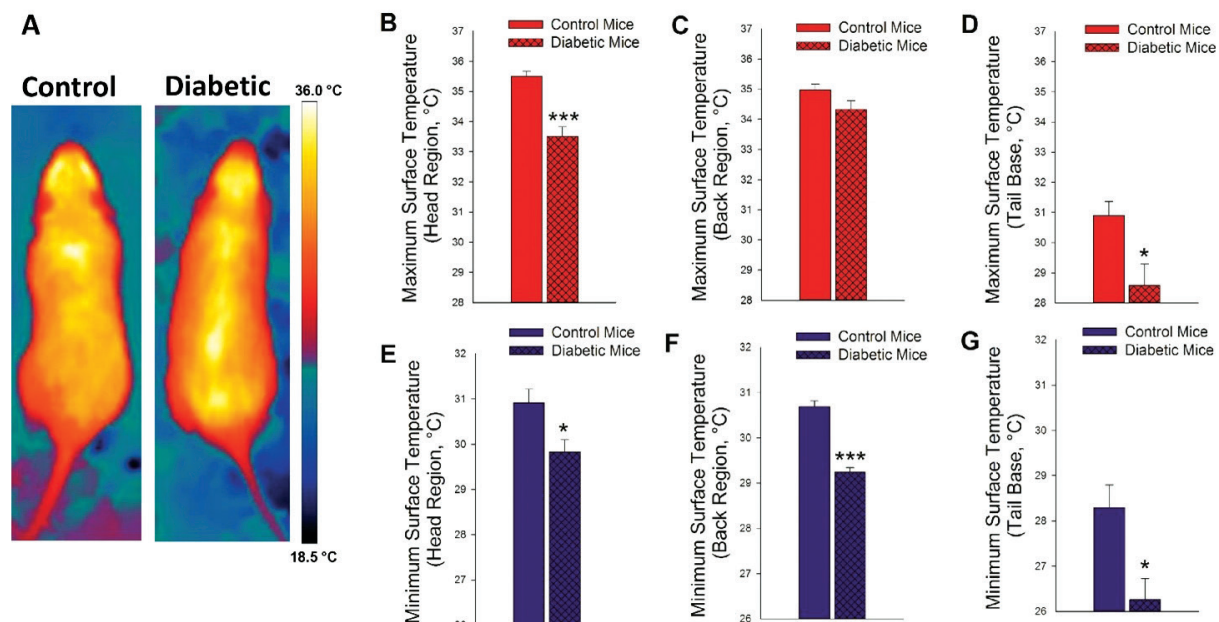 A
Control
Diabetic
36.0 °C
18.5 °C
B
Control Mice
Diabetic Mice
Maximum Surface Temperature
(Head Region, °C)
37
36
35
34
33
32
31
30
29
28
***
C
Control Mice
Diabetic Mice
Maximum Surface Temperature
(Back Region, °C)
37
36
35
34
33
32
31
30
29
28
D
Control Mice
Diabetic Mice
Maximum Surface Temperature
(Tail Base, °C)
37
36
35
34
33
32
31
30
29
28
*
E
Control Mice
Diabetic Mice
Minimum Surface Temperature
(Head Region, °C)
32
31
30
29
28
27
*
F
Control Mice
Diabetic Mice
Minimum Surface Temperature
(Back Region, °C)
32
31
30
29
28
27
26
***
G
Control Mice
Diabetic Mice
Minimum Surface Temperature
(Tail Base, °C)
31
30
29
28
27
26
*